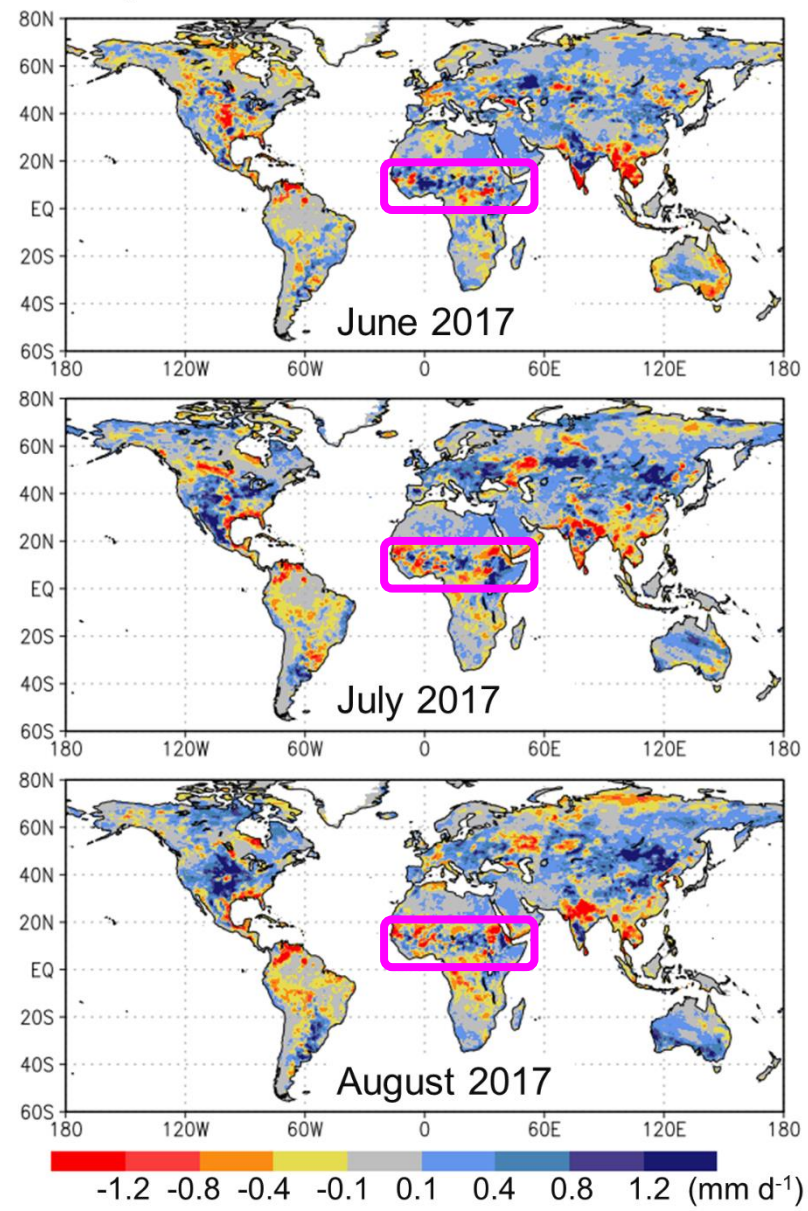 80N
60N
40N
20N
EQ
20S
40S
60S
June 2017
180 120W 60W 0 60E 120E 180
80N
60N
40N
20N
EQ
20S
40S
60S
July 2017
180 120W 60W 0 60E 120E 180
80N
60N
40N
20N
EQ
20S
40S
60S
August 2017
180 120W 60W 0 60E 120E 180
-1.2 -0.8 -0.4 -0.1 0.1 0.4 0.8 1.2 (mm d-1)